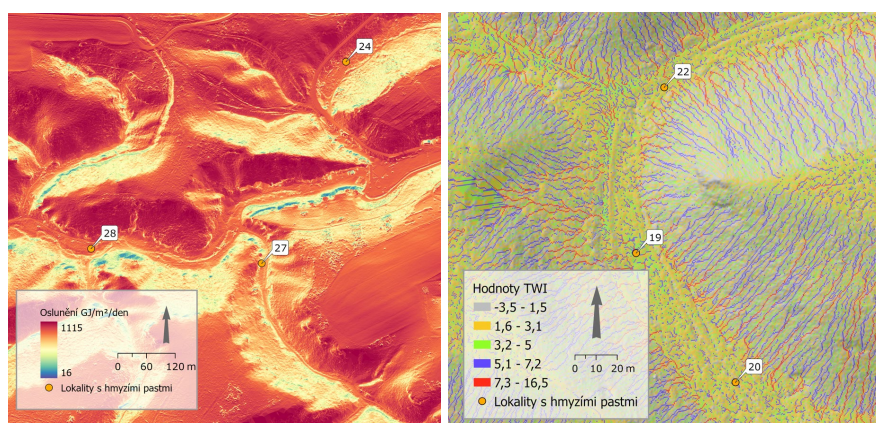 24
28
27
Oslunění GJ/m²/den
1115
16
0 60 120 m
Lokality s hmyzími pastmi
22
19
20
Hodnoty TWI
-3,5 - 1,5
1,6 - 3,1
3,2 - 5
5,1 - 7,2
7,3 - 16,5
0 10 20 m
Lokality s hmyzími pastmi